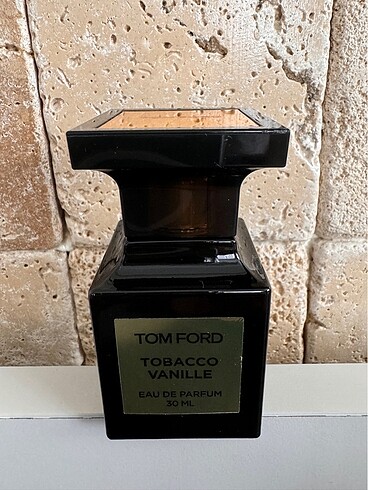 TOM FORD
TOBACCO
VANILLE
EAU DE PARFUM
30 ML